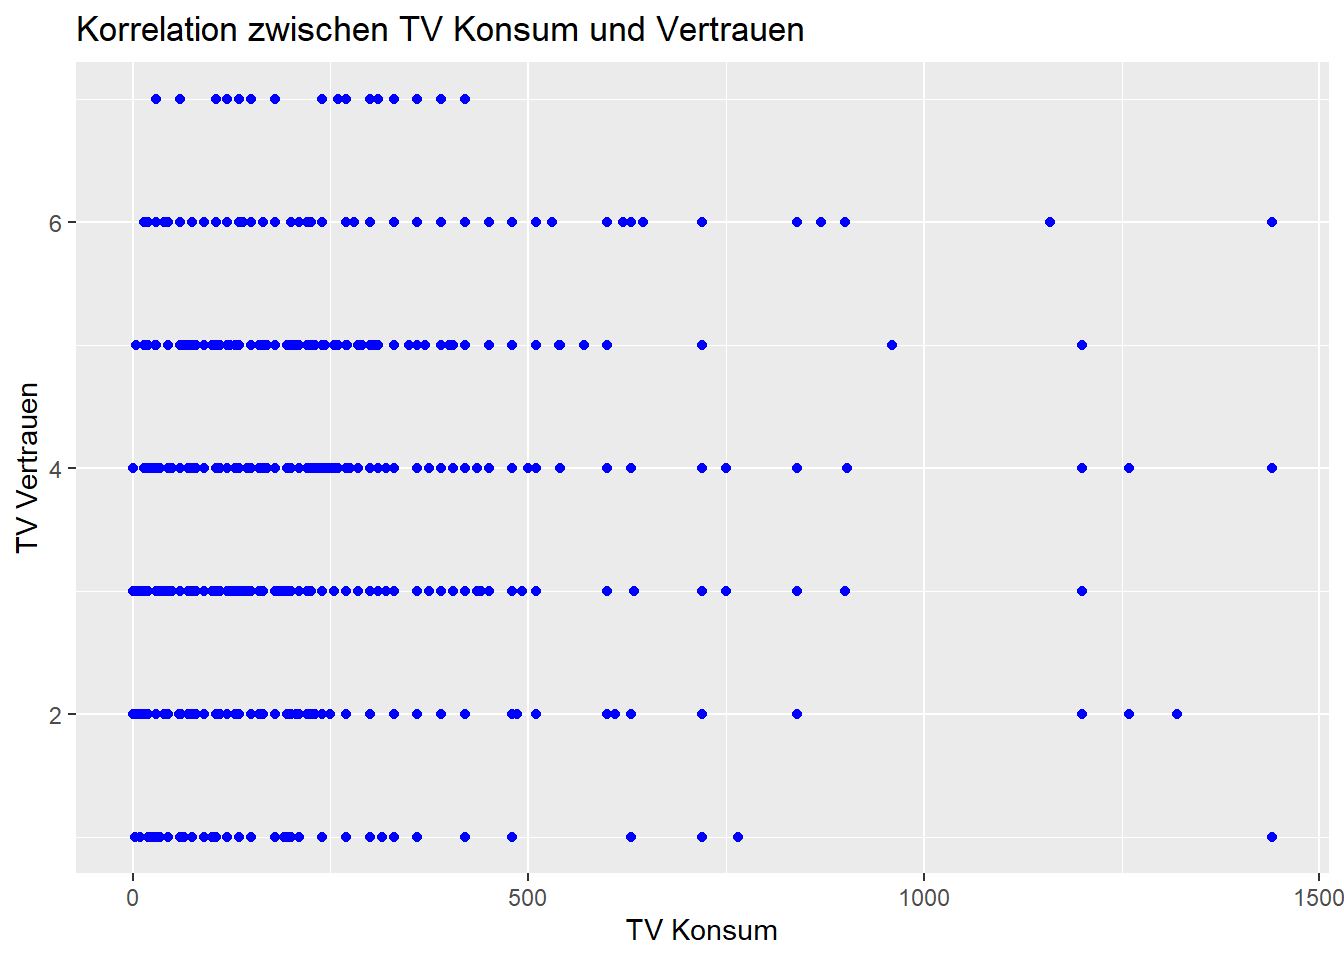 Korrelation zwischen TV Konsum und Vertrauen
TV Vertrauen
6
4
2
0
500
1000
1500
TV Konsum